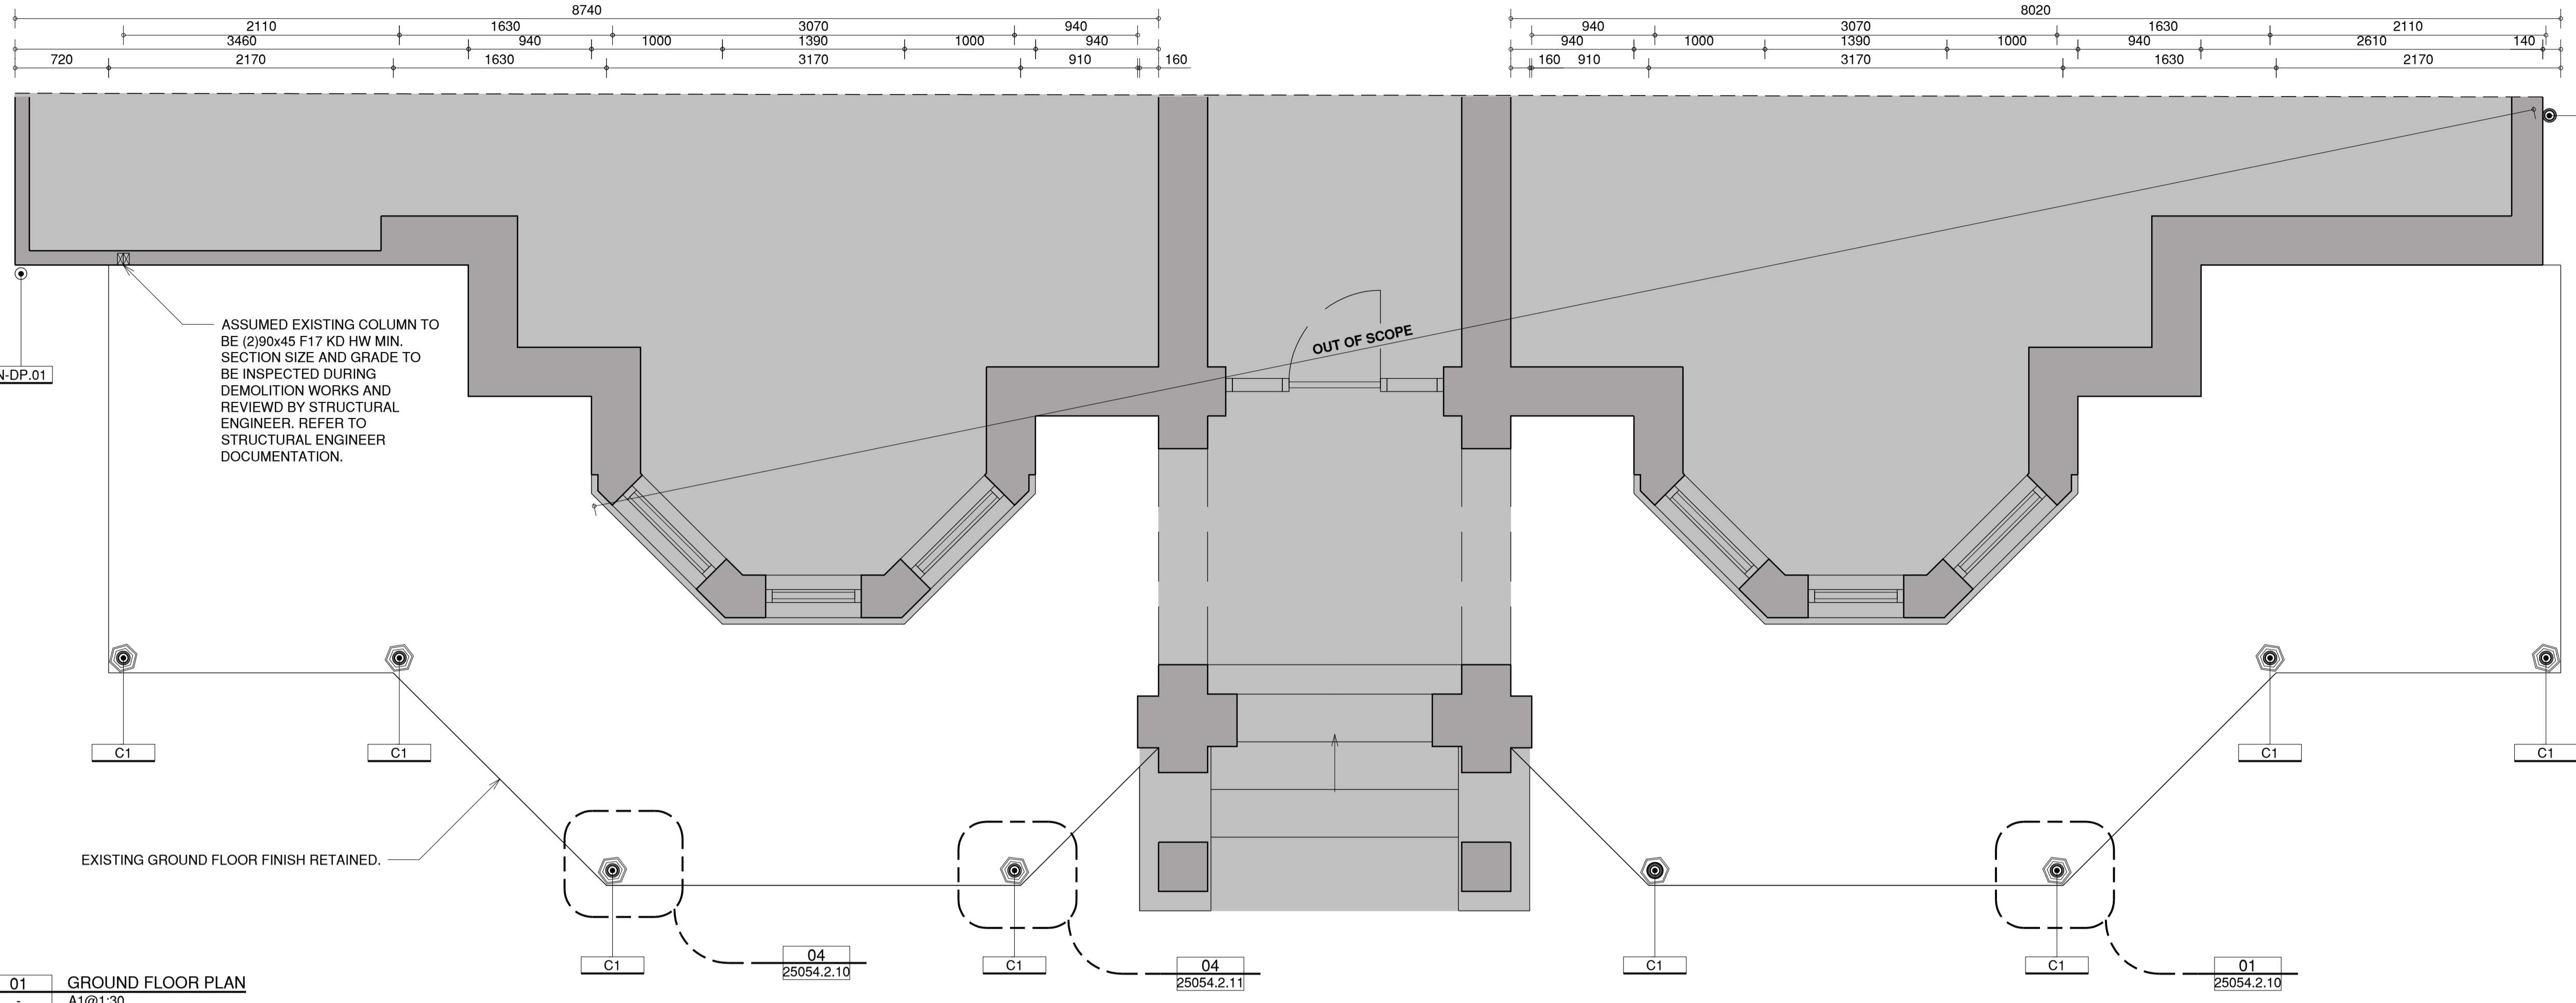 8740
8020
2110 1630 3070 940
940 3070 1630 2110
3460 940 1000 1390 1000 940
940 1000 1390 1000 940 2610 140
720 2170 1630 3170 910 160
160 910 3170 1630 2170
OUT OF SCOPE
ASSUMED EXISTING COLUMN TO
BE (2)90x45 F17 KD HW MIN.
SECTION SIZE AND GRADE TO
BE INSPECTED DURING
DEMOLITION WORKS AND
REVIEWD BY STRUCTURAL
ENGINEER. REFER TO
STRUCTURAL ENGINEER
DOCUMENTATION.
N-DP.01
C1
C1
C1
C1
EXISTING GROUND FLOOR FINISH RETAINED.
C1
C1
C1
C1
04
25054.2.10
04
25054.2.11
01
25054.2.10
01 GROUND FLOOR PLAN
- A1@1:30